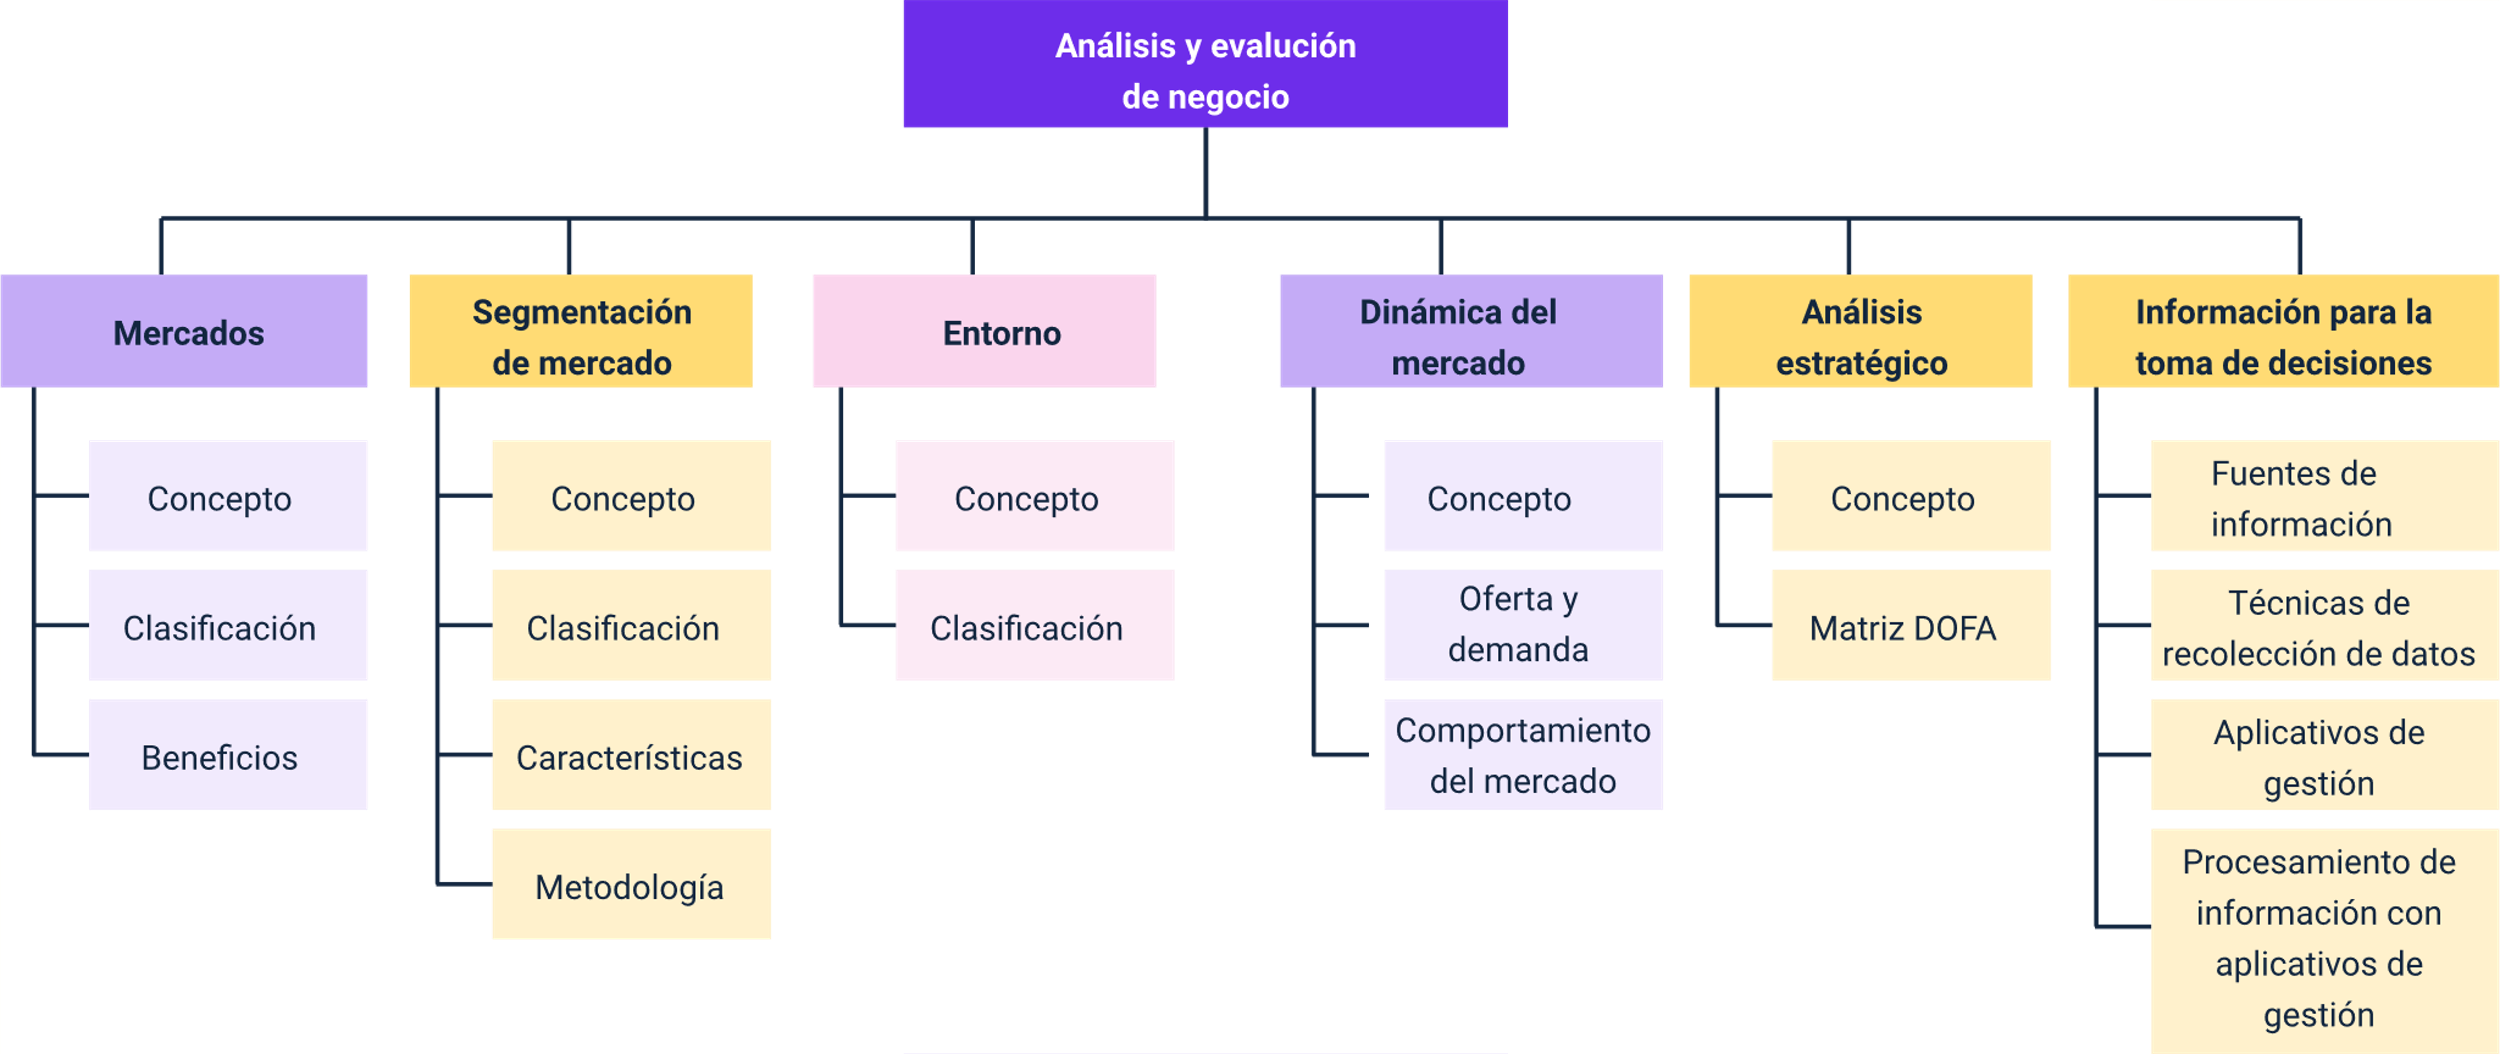 Análisis y evalución
de negocio
Mercados
Concepto
Clasificación
Beneficios
Segmentación
de mercado
Concepto
Clasificación
Características
Metodología
Entorno
Concepto
Clasificación
Dinámica del
mercado
Concepto
Oferta y
demanda
Comportamiento
del mercado
Análisis
estratégico
Concepto
Matriz DOFA
Información para la
toma de decisiones
Fuentes de
información
Técnicas de
recolección de datos
Aplicativos de
gestión
Procesamiento de
información con
aplicativos de
gestión